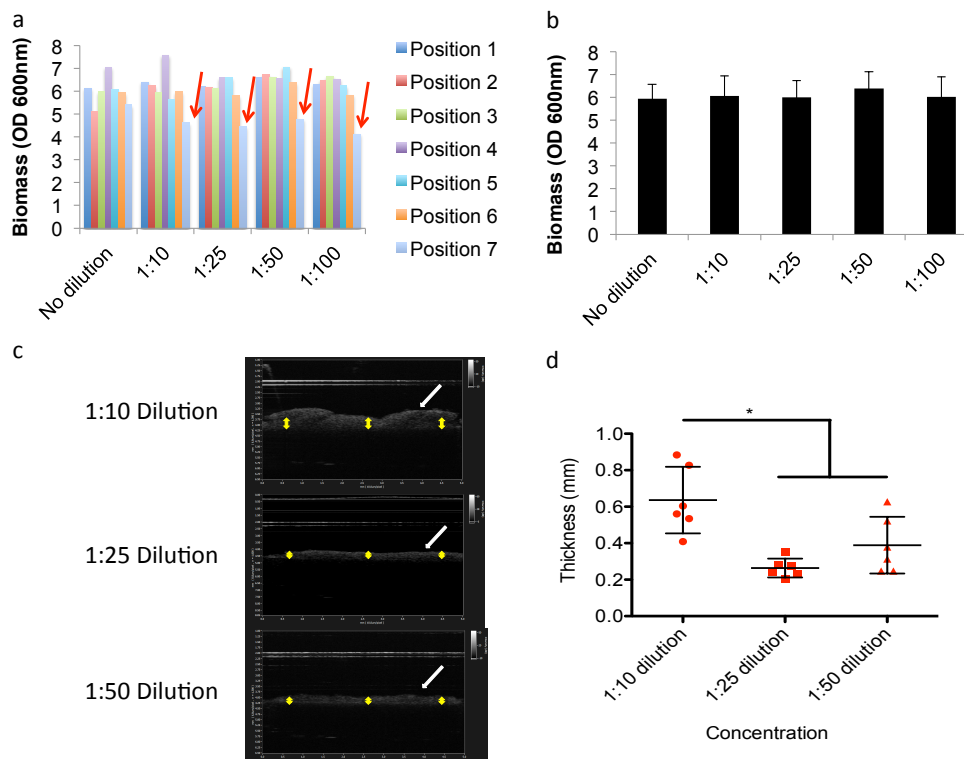 a
Biomass (OD 600nm)
8
7
6
5
4
3
2
1
0
No dilution
1:10
1:25
1:50
1:100
Position 1
Position 2
Position 3
Position 4
Position 5
Position 6
Position 7
b
Biomass (OD 600nm)
8
7
6
5
4
3
2
1
0
No dilution
1:10
1:25
1:50
1:100
c
1:10 Dilution
1:25 Dilution
1:50 Dilution
d
*
Thickness (mm)
1.0
0.8
0.6
0.4
0.2
0.0
1:10 dilution
1:25 dilution
1:50 dilution
Concentration